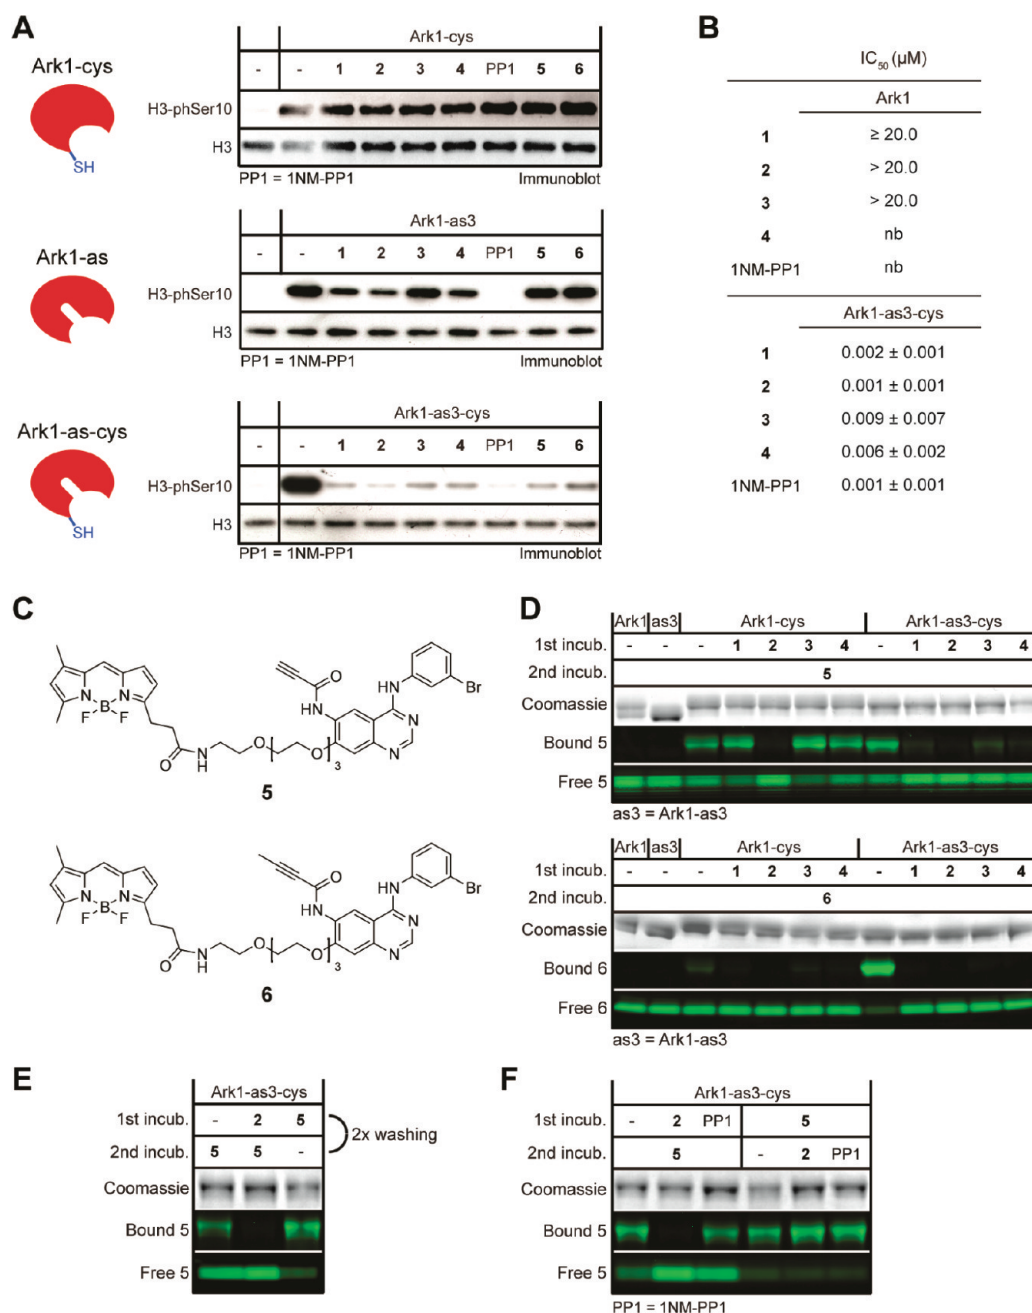 A
Ark1-cys
SH
Ark1-cys
- - 1 2 3 4 PP1 5 6
H3-phSer10
H3
PP1 = 1NM-PP1 Immunoblot
Ark1-as
Ark1-as3
- - 1 2 3 4 PP1 5 6
H3-phSer10
H3
PP1 = 1NM-PP1 Immunoblot
Ark1-as-cys
SH
Ark1-as3-cys
- - 1 2 3 4 PP1 5 6
H3-phSer10
H3
PP1 = 1NM-PP1 Immunoblot
B
IC50 (µM)
Ark1
1 ≥ 20.0
2 > 20.0
3 > 20.0
4 nb
1NM-PP1 nb
Ark1-as3-cys
1 0.002 ± 0.001
2 0.001 ± 0.001
3 0.009 ± 0.007
4 0.006 ± 0.002
1NM-PP1 0.001 ± 0.001
C
N B N F F O N H O O O 3 HN O HN Br N N
5
N B N F F O N H O O O 3 HN O HN Br N N
6
D
Ark1 as3 Ark1-cys Ark1-as3-cys
1st incub. - - - 1 2 3 4 - 1 2 3 4
2nd incub. 5
Coomassie
Bound 5
Free 5
as3 = Ark1-as3
Ark1 as3 Ark1-cys Ark1-as3-cys
1st incub. - - - 1 2 3 4 - 1 2 3 4
2nd incub. 6
Coomassie
Bound 6
Free 6
as3 = Ark1-as3
E
Ark1-as3-cys
1st incub. - 2 5
2x washing
2nd incub. 5 5 -
Coomassie
Bound 5
Free 5
F
Ark1-as3-cys
1st incub. - 2 PP1 5
2nd incub. 5 - 2 PP1
Coomassie
Bound 5
Free 5
PP1 = 1NM-PP1